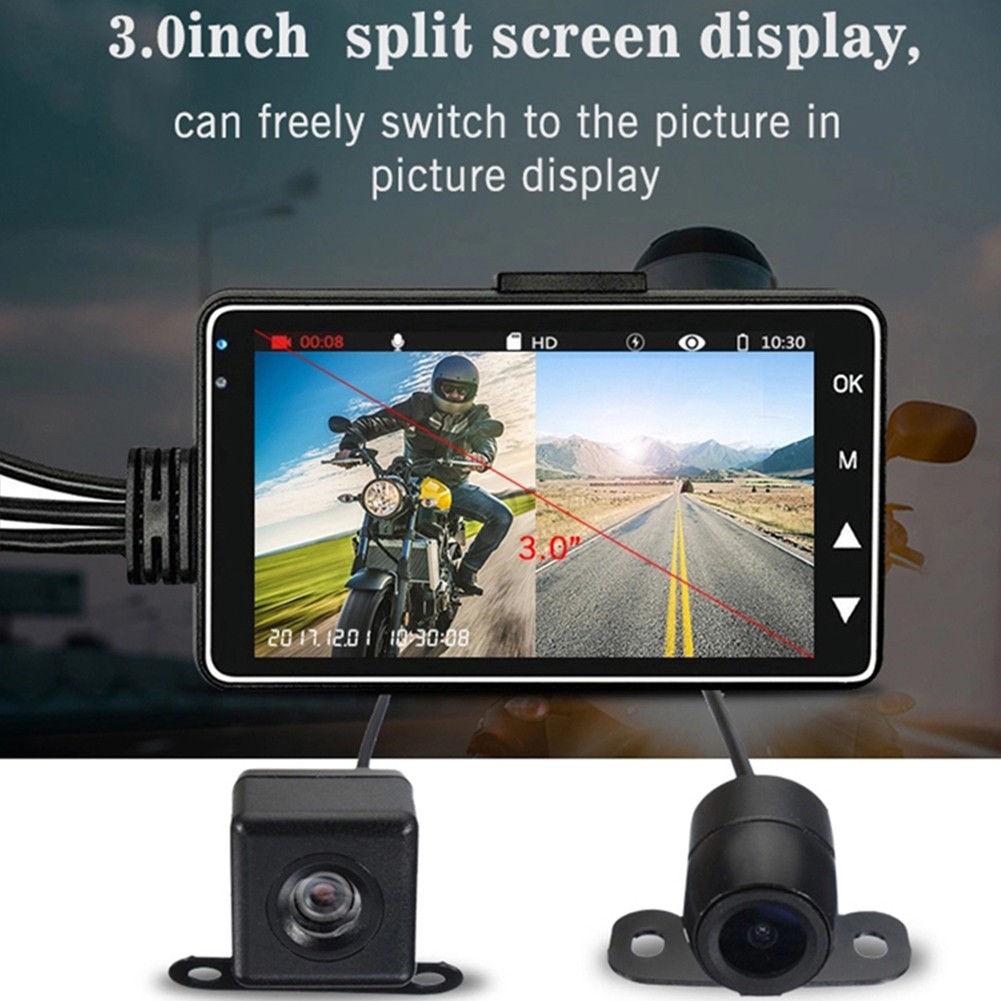 3.0inch split screen display,
can freely switch to the picture in
picture display
00:08 HD 10:30
OK
M
3.0"
2017.12.01 10:30:08